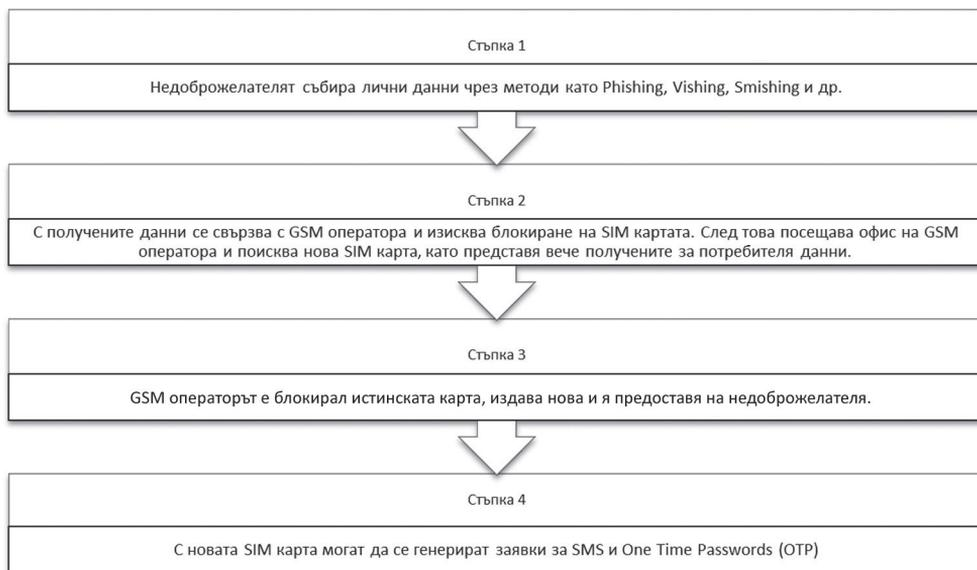 Стъпка 1
Недоброжелателят събира лични данни чрез методи като Phishing, Vishing, Smishing и др.
Стъпка 2
С получените данни се свързва с GSM оператора и изисква блокиране на SIM картата. След това посещава офис на GSM
оператора и поисква нова SIM карта, като представя вече получените за потребителя данни.
Стъпка 3
GSM операторът е блокирал истинската карта, издава нова и я предоставя на недоброжелателя.
Стъпка 4
С новата SIM карта могат да се генерират заявки за SMS и One Time Passwords (OTP)